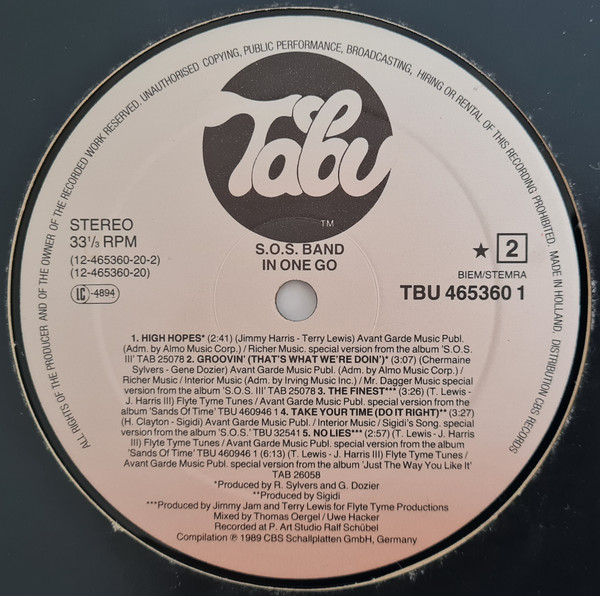 ALL RIGHTS OF THE PRODUCER AND OF THE OWNER OF THE RECORDED WORK RESERVED. UNAUTHORISED COPYING, PUBLIC PERFORMANCE, BROADCASTING, HIRING OR RENTAL OF THIS RECORDING PROHIBITED. MADE IN HOLLAND. DISTRIBUTION CBS RECORDS
Tabu
TM
STEREO
33 1/3 RPM
(12-465360-20-2)
(12-465360-20)
LC-4894
S.O.S. BAND
IN ONE GO
★ 2
BIEM/STEMRA
TBU 465360 1
1. HIGH HOPES* (2:41) (Jimmy Harris - Terry Lewis) Avant Garde Music Publ.
(Adm. by Almo Music Corp.) / Richer Music. special version from the album 'S.O.S.
III' TAB 25078 2. GROOVIN' (THAT'S WHAT WE'RE DOIN')* (3:07) (Chermaine
Sylvers - Gene Dozier) Avant Garde Publ. (Adm. by Almo Music Corp.) /
Richer Music / Interior Music (Adm. by Irving Music Inc.) / Mr. Dagger Music special
version from the album 'S.O.S. III' TAB 25078 3. THE FINEST*** (3:26) (T. Lewis -
J. Harris III) Flyte Tyme Tunes / Avant Garde Music Publ. special version from the
album 'Sands Of Time' TBU 460946 1 4. TAKE YOUR TIME (DO IT RIGHT)** (3:27)
(H. Clayton - Sigidi) Avant Garde Music Publ. / Interior Music / Sigidi's Song. special
version from the album 'S.O.S.' TBU 32541 5. NO LIES*** (2:57) (T. Lewis - J. Harris
III) Flyte Tyme Tunes / Avant Garde Music Publ. special version from the album
'Sands Of Time' TBU 460946 1 (6:13) (T. Lewis - J. Harris III) Flyte Tyme Tunes /
Avant Garde Music Publ. special version from the album 'Just The Way You Like It'
TAB 26058
*Produced by R. Sylvers and G. Dozier
**Produced by Sigidi
***Produced by Jimmy Jam and Terry Lewis for Flyte Tyme Productions
Mixed by Thomas Oergel / Uwe Hacker
Recorded at P. Art Studio Ralf Schübel
Compilation ℗ 1989 CBS Schallplatten GmbH, Germany